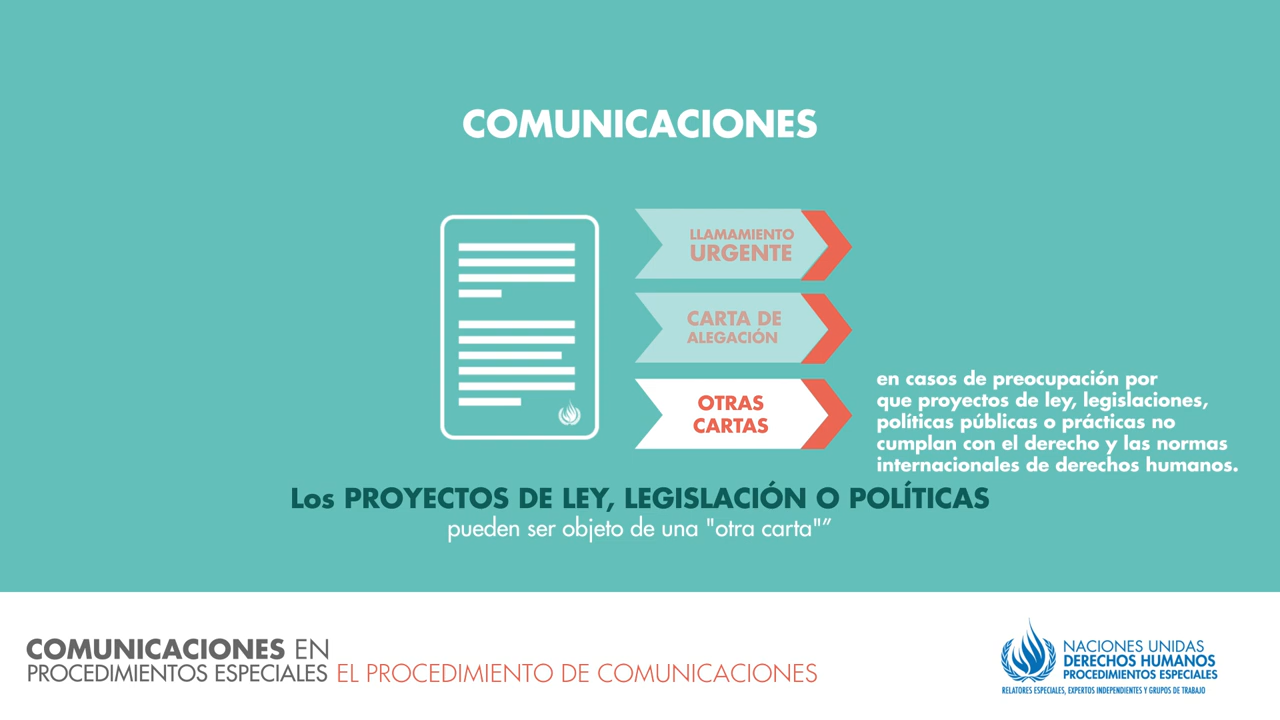 COMUNICACIONES
LLAMAMIENTO
URGENTE
CARTA DE
ALEGACIÓN
OTRAS
CARTAS
en casos de preocupación por
que proyectos de ley, legislaciones,
políticas públicas o prácticas no
cumplan con el derecho y las normas
internacionales de derechos humanos.
Los PROYECTOS DE LEY, LEGISLACIÓN O POLÍTICAS
pueden ser objeto de una "otra carta"”
COMUNICACIONES EN
PROCEDIMIENTOS ESPECIALES EL PROCEDIMIENTO DE COMUNICACIONES
NACIONES UNIDAS
DERECHOS HUMANOS
PROCEDIMIENTOS ESPECIALES
RELATORES ESPECIALES, EXPERTOS INDEPENDIENTES Y GRUPOS DE TRABAJO